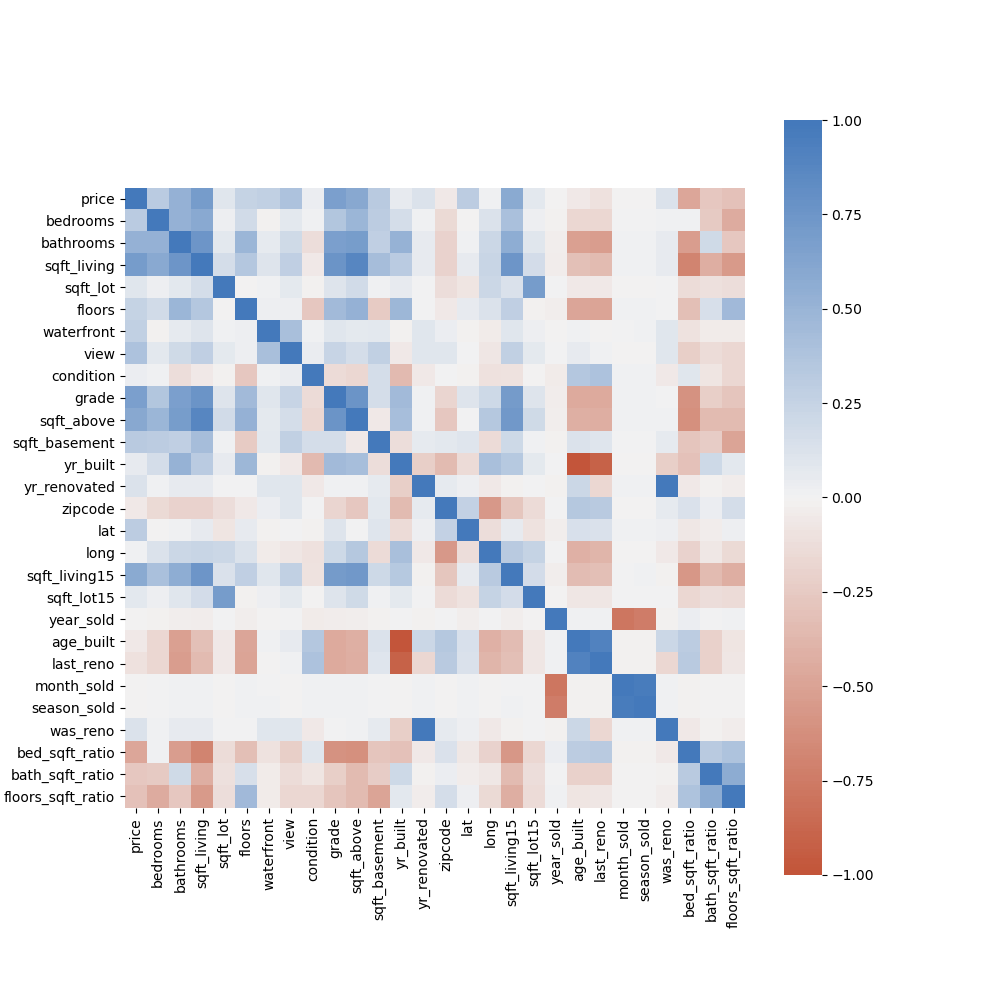 price
bedrooms
bathrooms
sqft_living
sqft_lot
floors
waterfront
view
condition
grade
sqft_above
sqft_basement
yr_built
yr_renovated
zipcode
lat
long
sqft_living15
sqft_lot15
year_sold
age_built
last_reno
month_sold
season_sold
was_reno
bed_sqft_ratio
bath_sqft_ratio
floors_sqft_ratio
price
bedrooms
bathrooms
sqft_living
sqft_lot
floors
waterfront
view
condition
grade
sqft_above
sqft_basement
yr_built
yr_renovated
zipcode
lat
long
sqft_living15
sqft_lot15
year_sold
age_built
last_reno
month_sold
season_sold
was_reno
bed_sqft_ratio
bath_sqft_ratio
floors_sqft_ratio
1.00
0.75
0.50
0.25
0.00
−0.25
−0.50
−0.75
−1.00